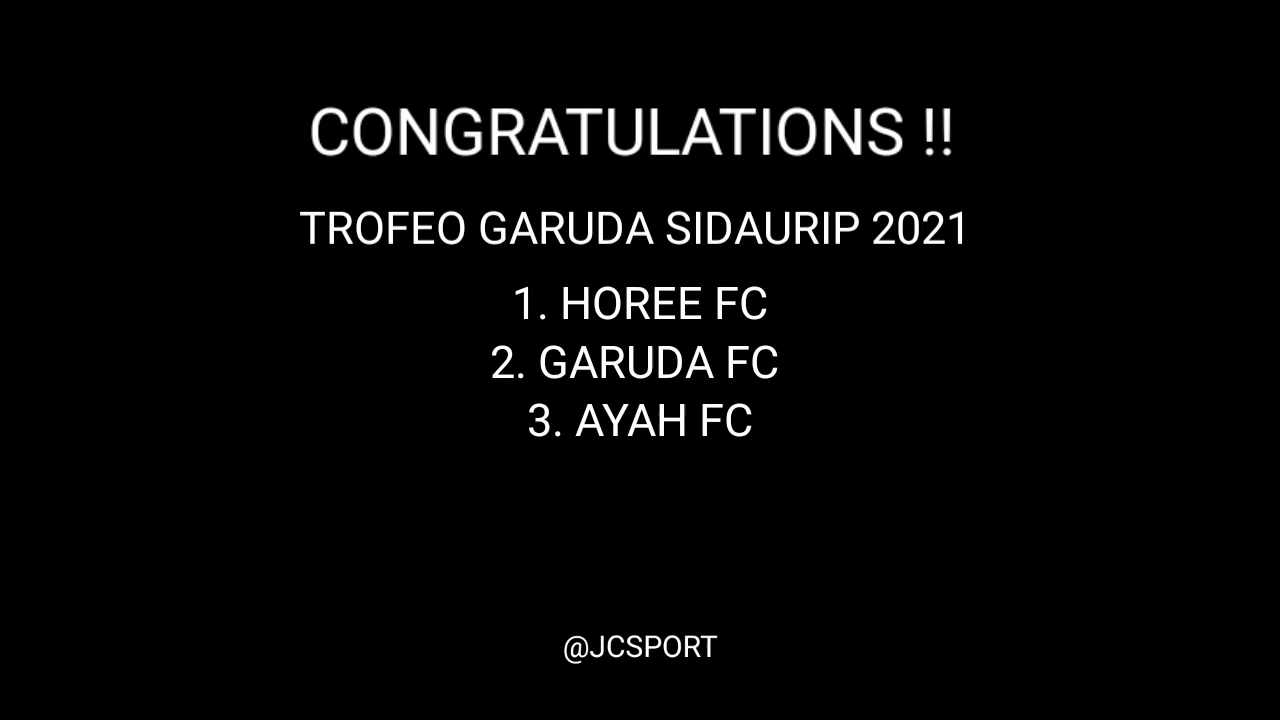 CONGRATULATIONS !!
TROFEO GARUDA SIDAURIP 2021
1. HOREE FC
2. GARUDA FC
3. AYAH FC
@JCSPORT